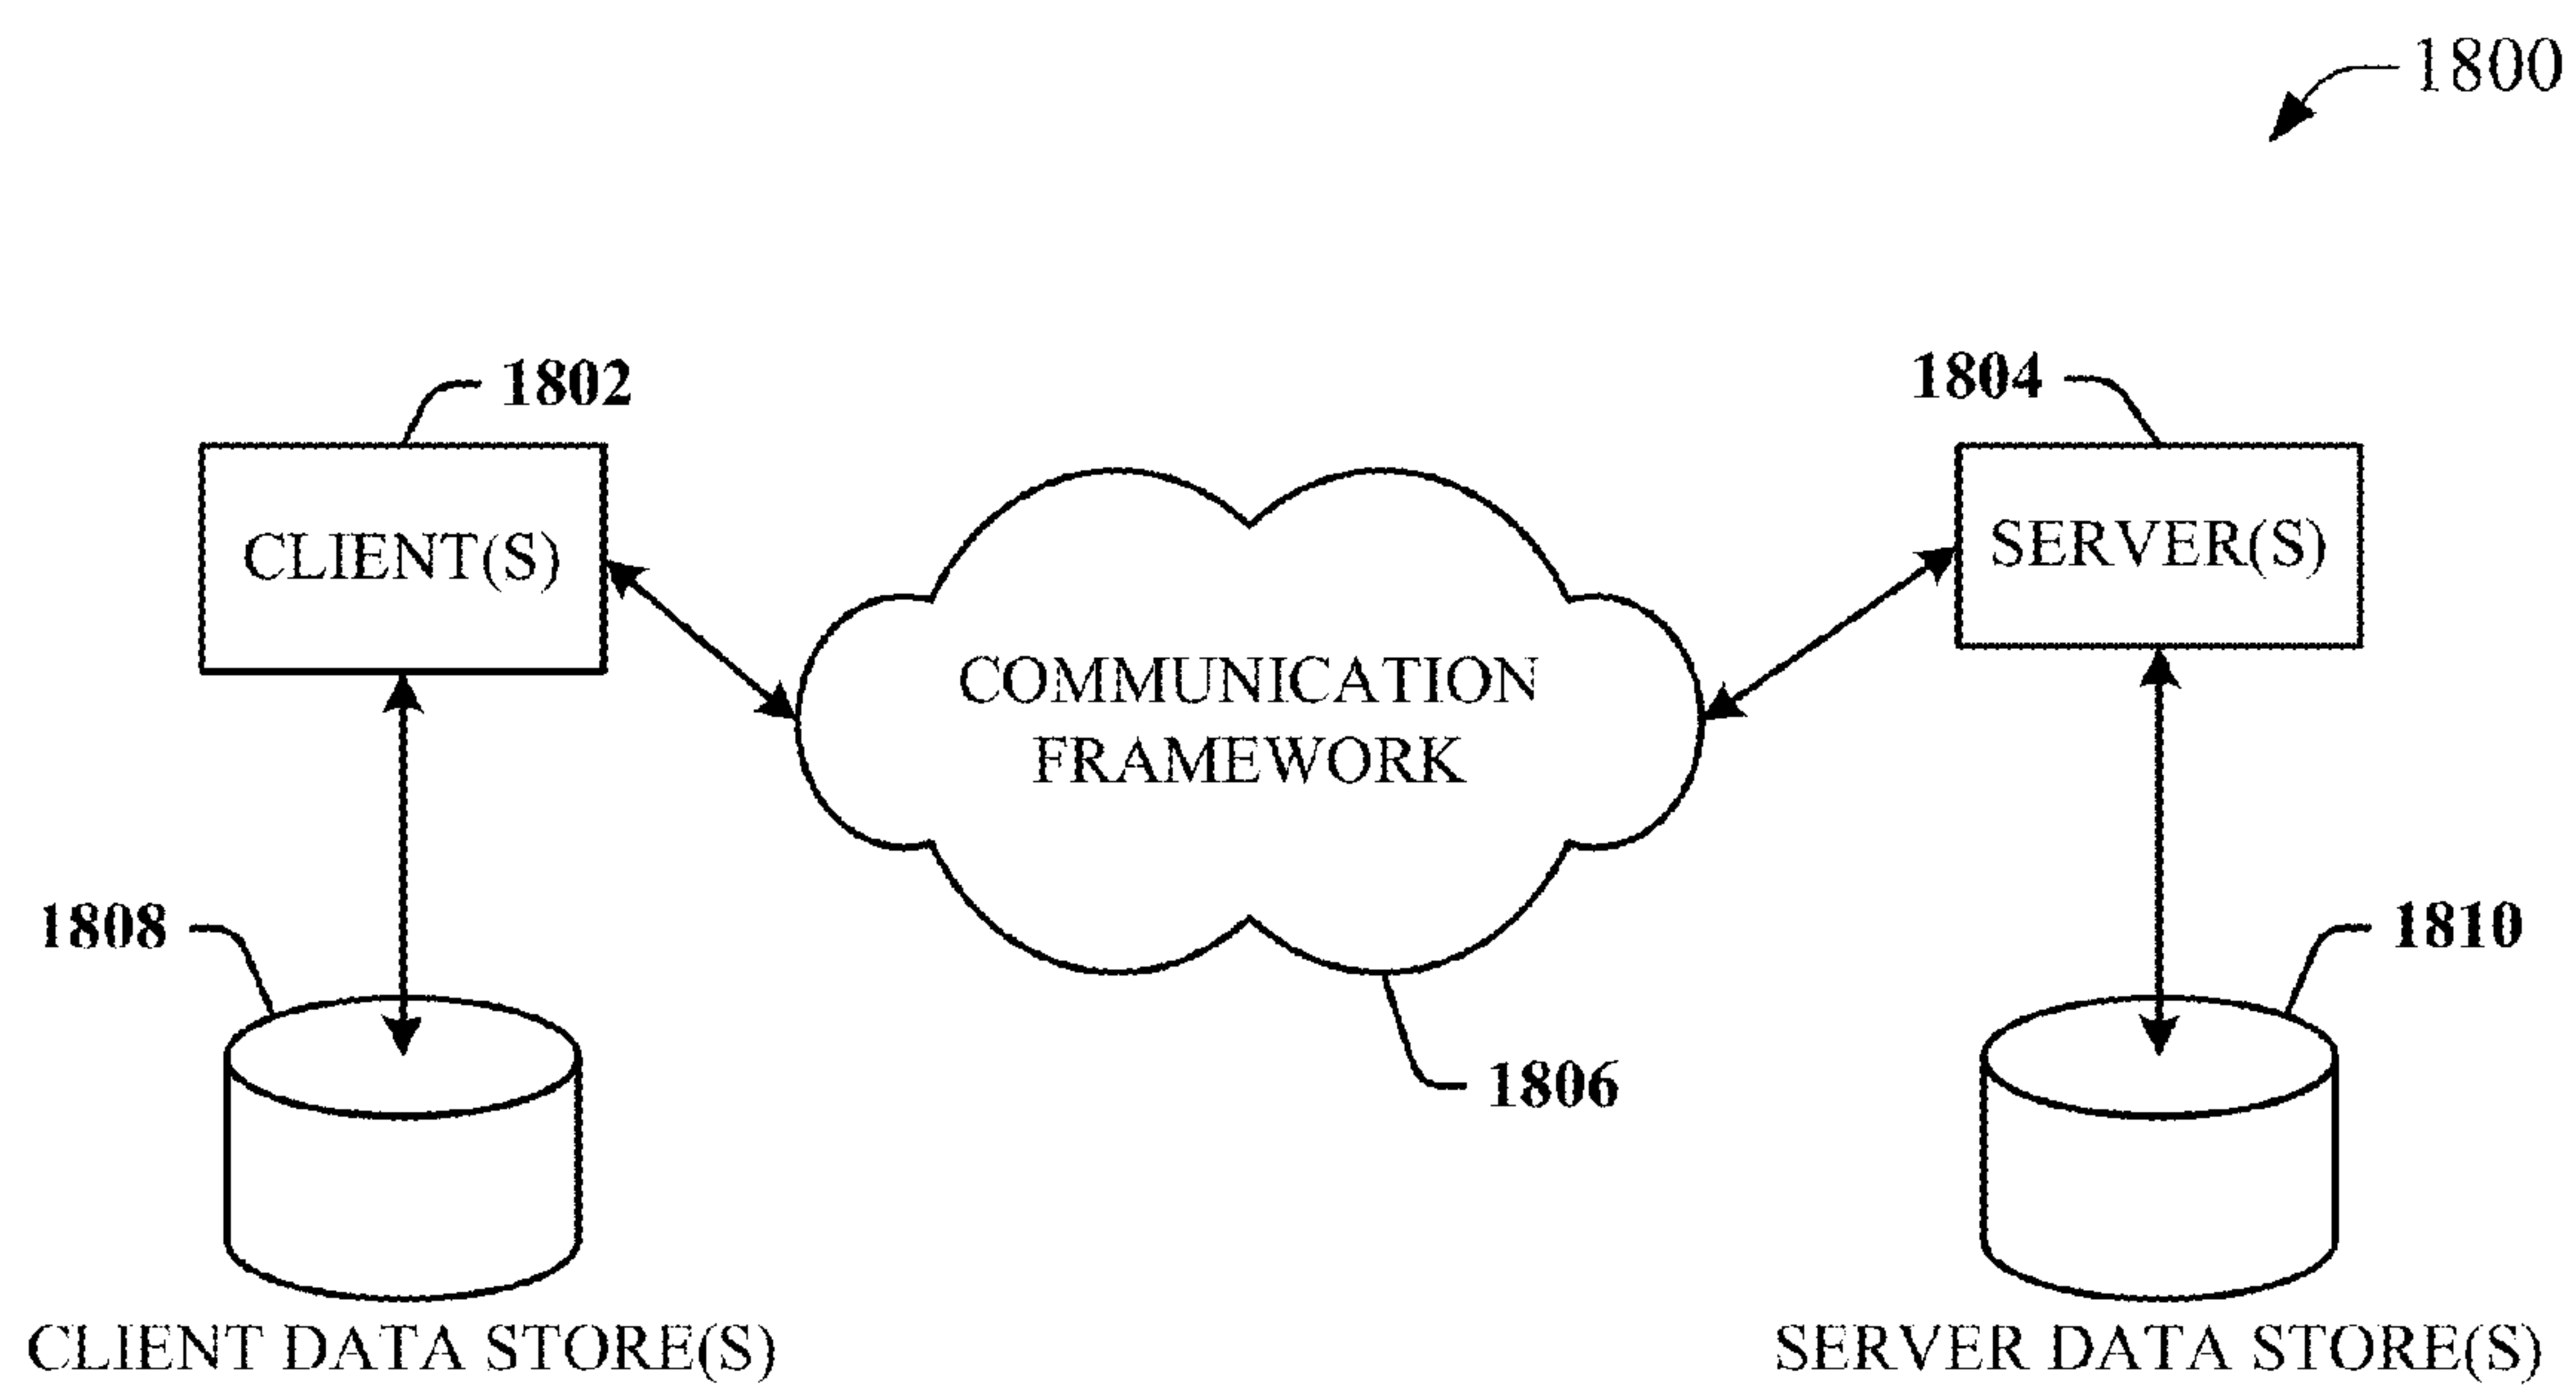 1800
1802
1804
CLIENT(S)
SERVER(S)
COMMUNICATION
FRAMEWORK
1808
1810
1806
CLIENT DATA STORE(S)
SERVER DATA STORE(S)